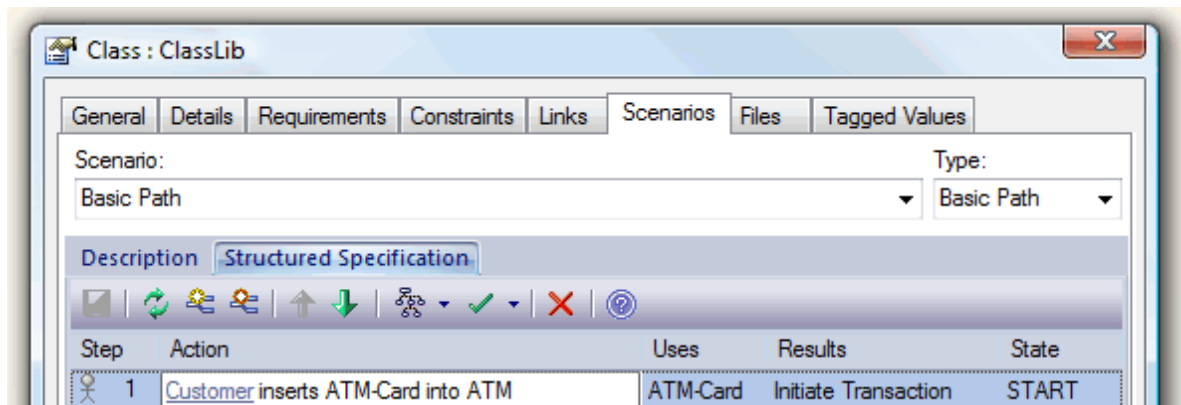 Class : ClassLib
General Details Requirements Constraints Links Scenarios Files Tagged Values
Scenario: Type:
Basic Path Basic Path
Description Structured Specification
Step Action Uses Results State
1 Customer inserts ATM-Card into ATM ATM-Card Initiate Transaction START